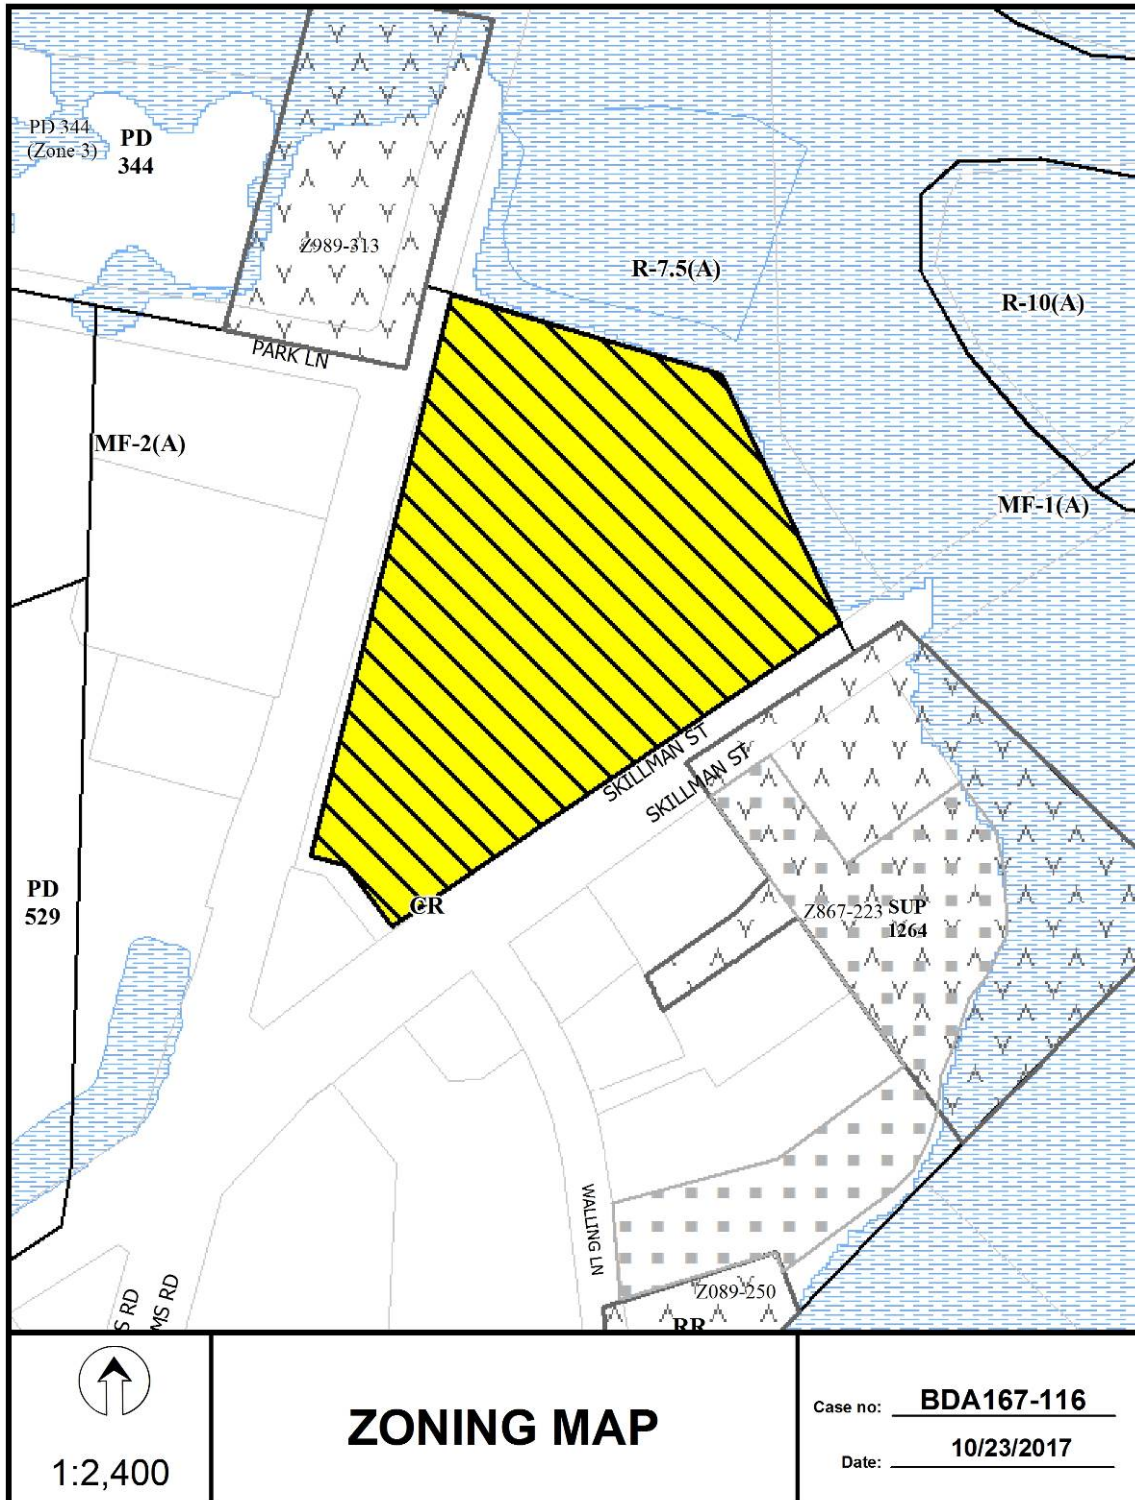 PD 344
(Zone 3)
PD
344
Z989-313
R-7.5(A)
R-10(A)
PARK LN
MF-2(A)
MF-1(A)
SKILLMAN ST
SKILLMAN ST
PD
529
CR
Z867-223
SUP
1264
WALLING LN
S RD
MS RD
Z089-250
RR
1:2,400
ZONING MAP
Case no: BDA167-116
Date: 10/23/2017